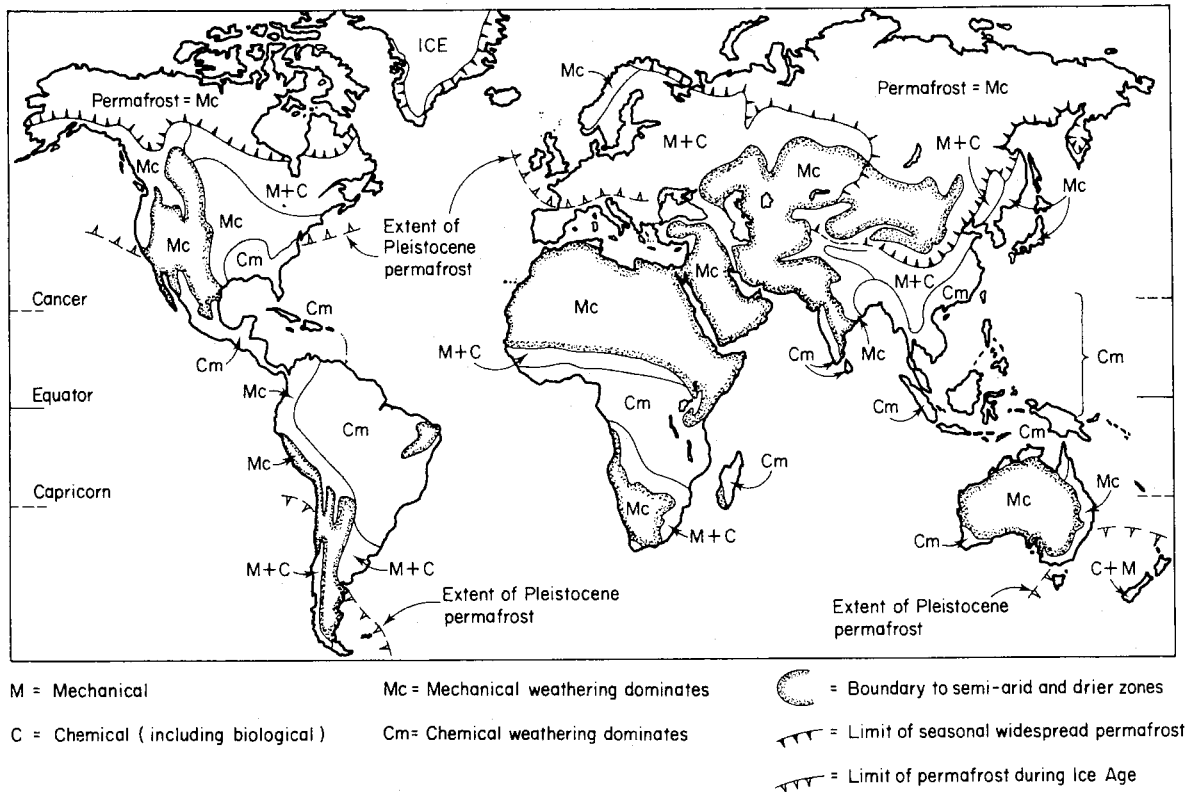 ICE
Permafrost = Mc
Mc
Permafrost = Mc
M+C
M+C
Mc
M+C
Mc
Mc
Mc
Extent of
Pleistocene
permafrost
Mc
Cm
Mc
M+C
Cm
Cancer
Cm
Mc
Cm
M+C
Cm
Mc
Cm
Equator
Mc
Cm
Cm
Cm
Cm
Mc
Cm
Capricorn
Mc
Mc
Mc
M+C
Cm
M+C
M+C
C+M
Extent of Pleistocene
permafrost
Extent of Pleistocene
permafrost
M = Mechanical
Mc = Mechanical weathering dominates
= Boundary to semi-arid and drier zones
C = Chemical ( including biological )
Cm= Chemical weathering dominates
= Limit of seasonal widespread permafrost
= Limit of permafrost during Ice Age